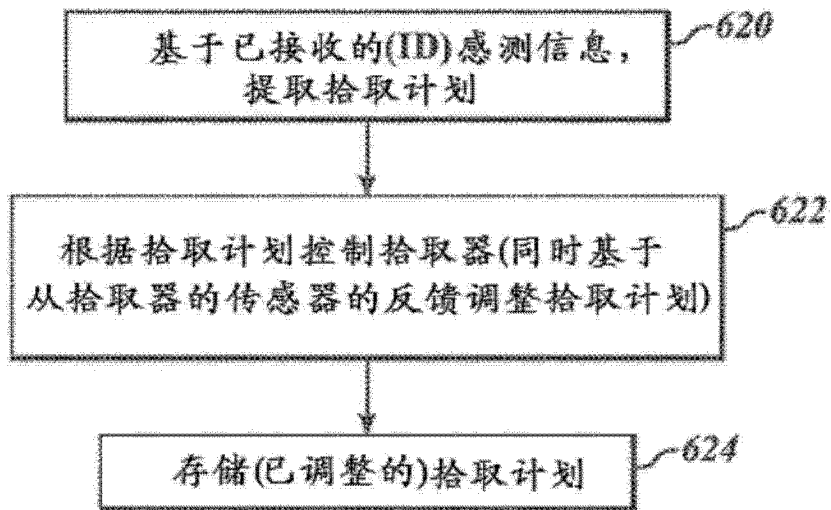 620
基于已接收的(ID)感测信息，
提取拾取计划
622
根据拾取计划控制拾取器(同时基于
从拾取器的传感器的反馈调整拾取计划)
624
存储(已调整的)拾取计划